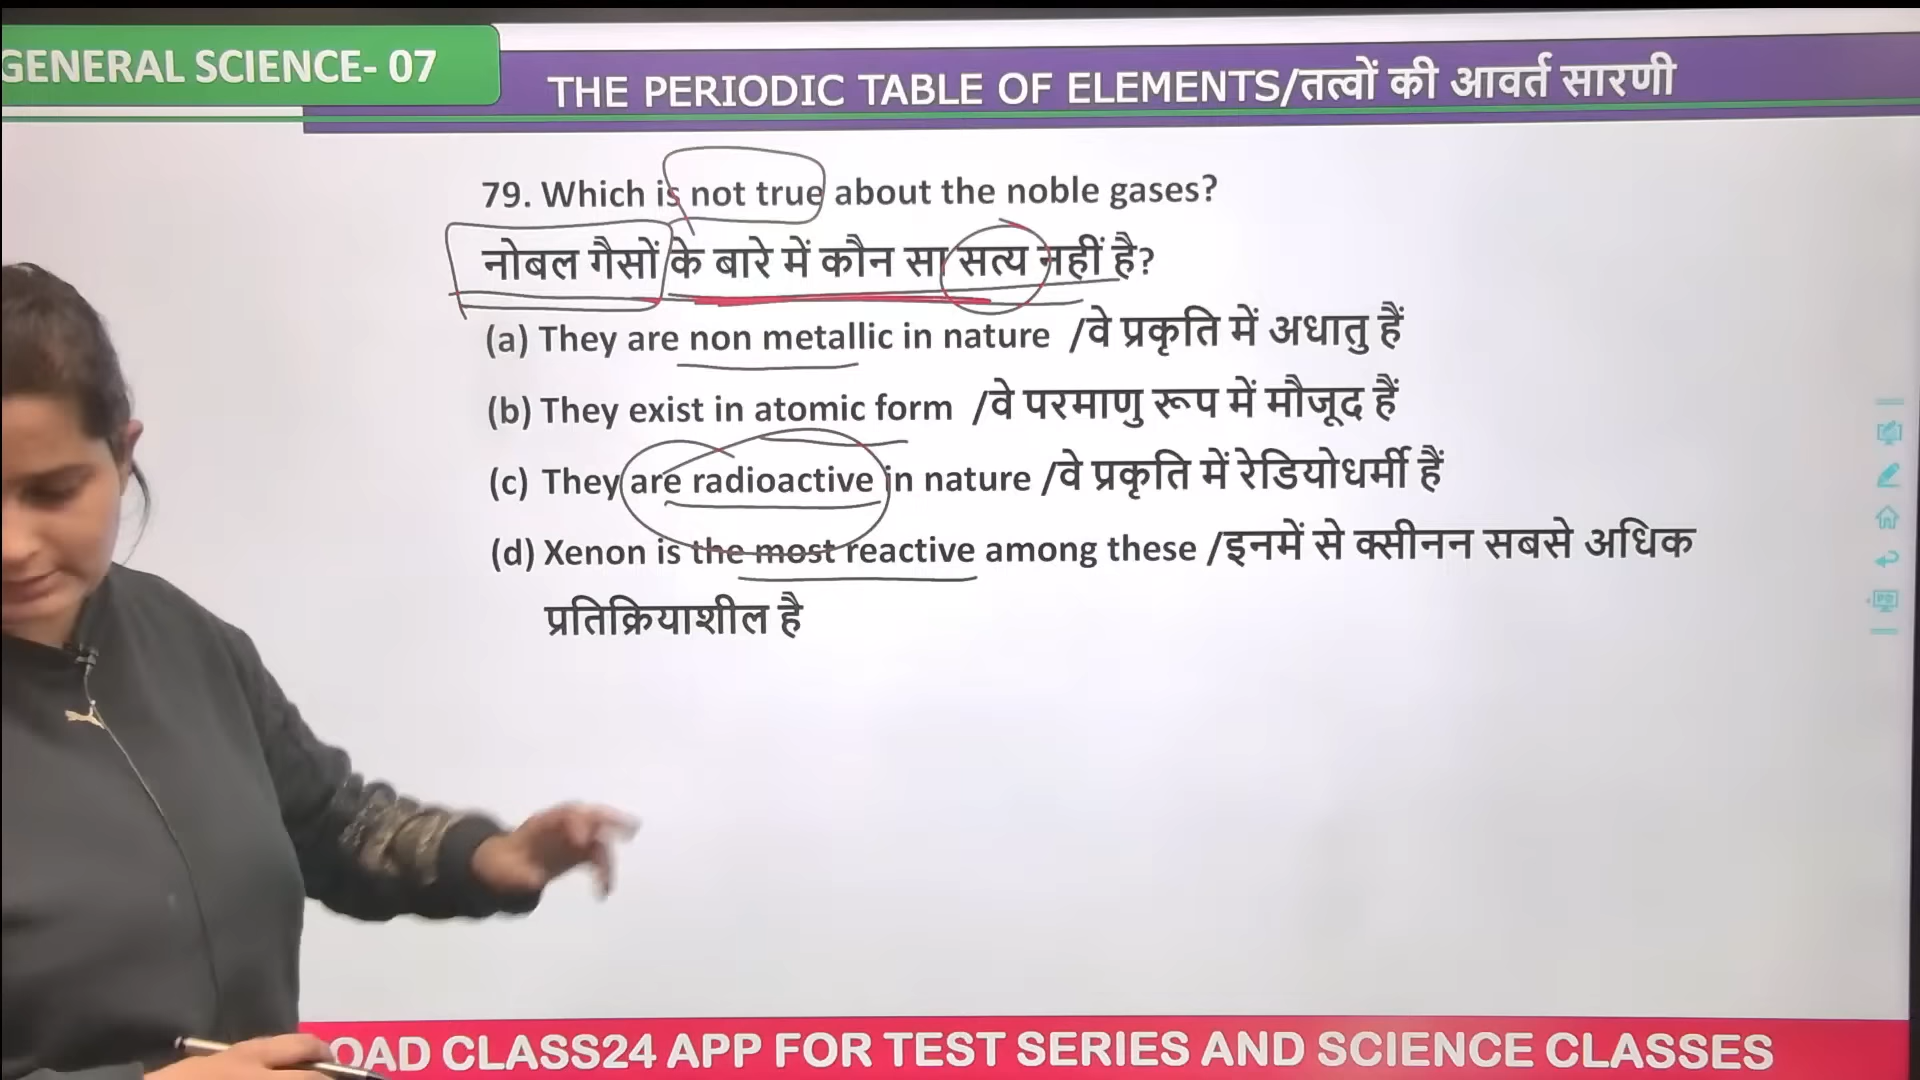 GENERAL SCIENCE- 07
THE PERIODIC TABLE OF ELEMENTS/तत्वों की आवर्त सारणी
79. Which is not true about the noble gases?
नोबल गैसों के बारे में कौन सा सत्य नहीं है?
(a) They are non metallic in nature /वे प्रकृति में अधातु हैं
(b) They exist in atomic form /वे परमाणु रूप में मौजूद हैं
(c) They are radioactive in nature /वे प्रकृति में रेडियोधर्मी हैं
(d) Xenon is the most reactive among these /इनमें से क्सीनन सबसे अधिक
प्रतिक्रियाशील है
OAD CLASS24 APP FOR TEST SERIES AND SCIENCE CLASSES